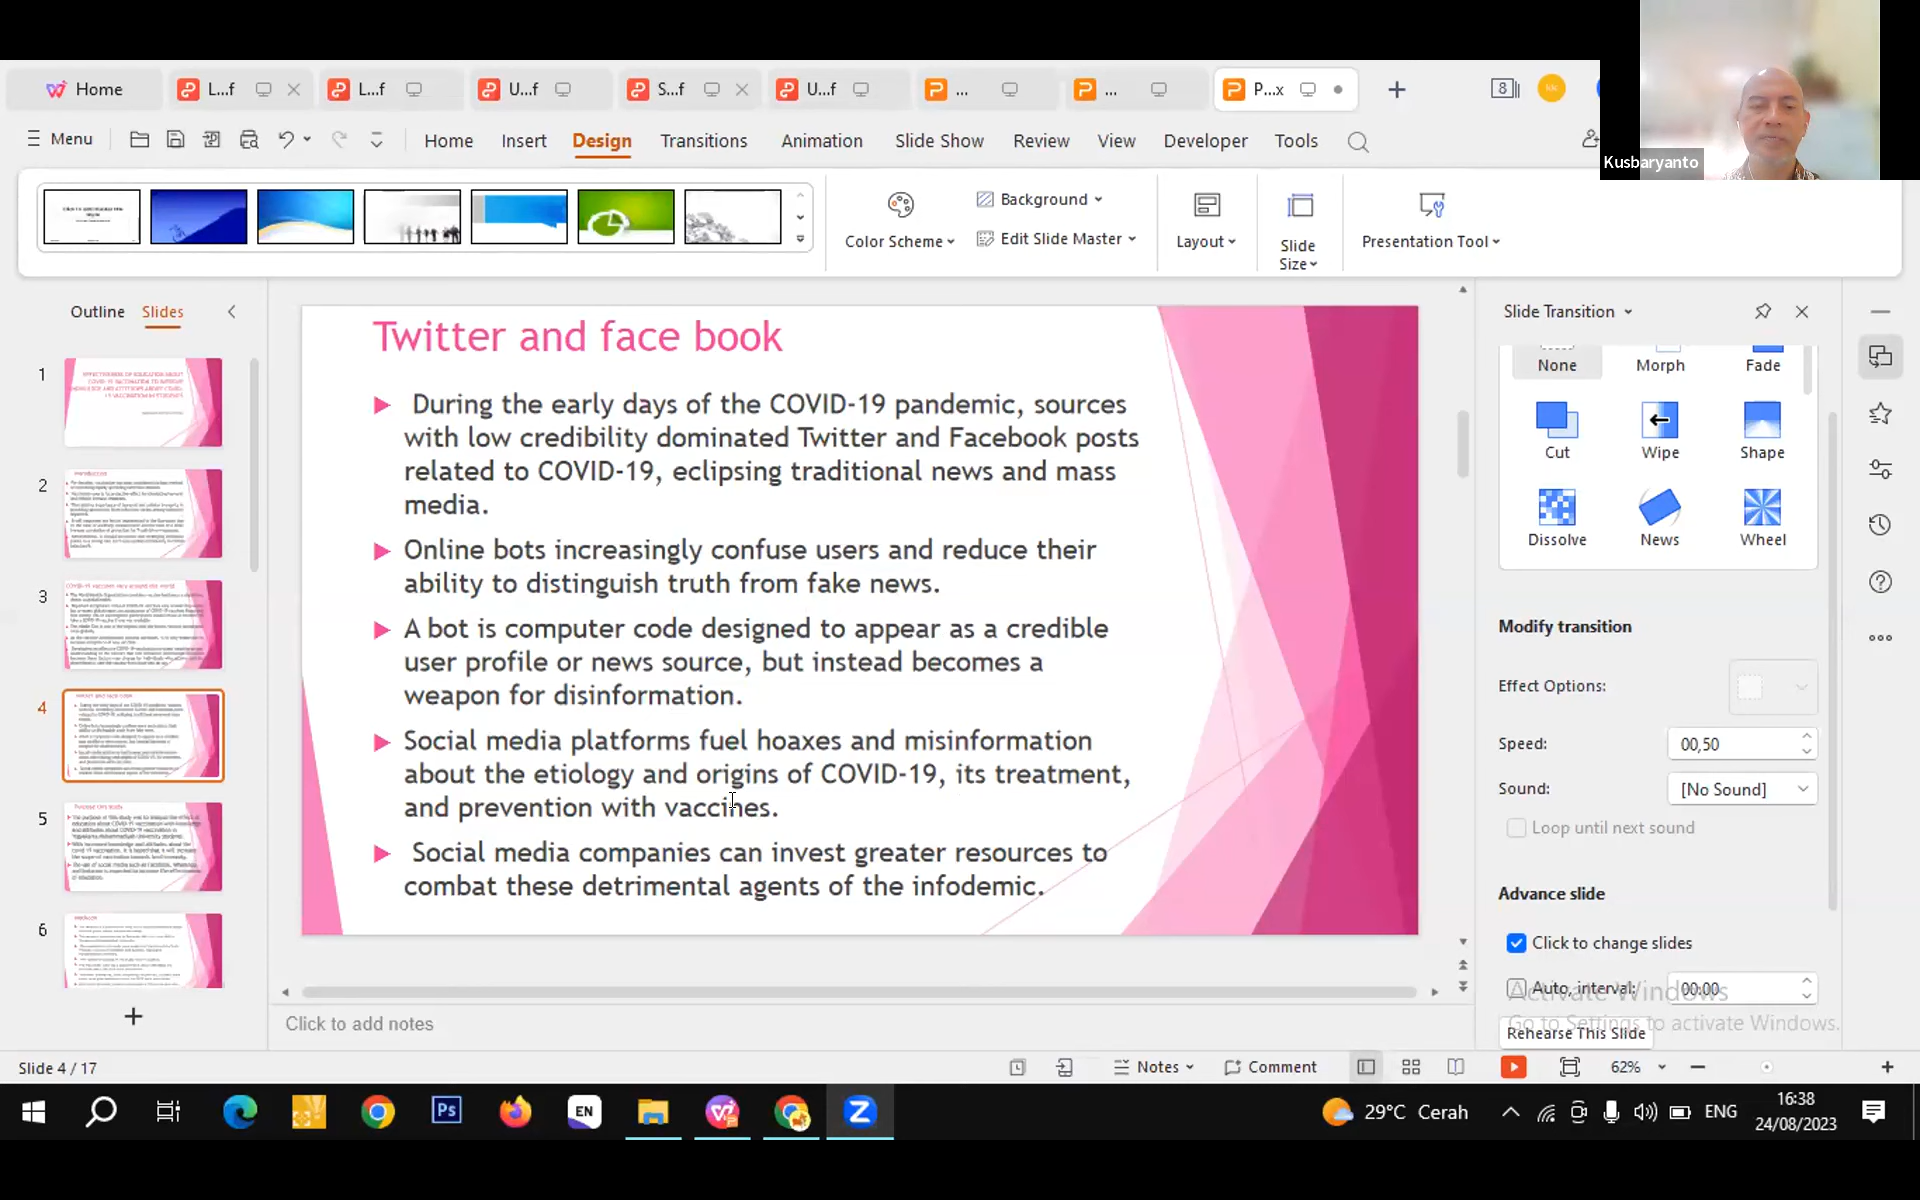 Home
L...f
L...f
U...f
S...f
U...f
...
...
P...x
8
KK
Kusbaryanto
Menu
Home
Insert
Design
Transitions
Animation
Slide Show
Review
View
Developer
Tools
Color Scheme
Background
Edit Slide Master
Layout
Slide
Size
Presentation Tool
Outline
Slides
1
2
3
4
5
6
Twitter and face book
During the early days of the COVID-19 pandemic, sources
with low credibility dominated Twitter and Facebook posts
related to COVID-19, eclipsing traditional news and mass
media.
Online bots increasingly confuse users and reduce their
ability to distinguish truth from fake news.
A bot is computer code designed to appear as a credible
user profile or news source, but instead becomes a
weapon for disinformation.
Social media platforms fuel hoaxes and misinformation
about the etiology and origins of COVID-19, its treatment,
and prevention with vaccines.
Social media companies can invest greater resources to
combat these detrimental agents of the infodemic.
Click to add notes
Slide Transition
None
Morph
Fade
Cut
Wipe
Shape
Dissolve
News
Wheel
Modify transition
Effect Options:
Speed:
00,50
Sound:
[No Sound]
Loop until next sound
Advance slide
Click to change slides
Auto, interval:
00:00
Rehearse This Slide
Activate Windows
Go to Settings to activate Windows.
Slide 4 / 17
Notes
Comment
62%
Ps
EN
29°C Cerah
ENG
16:38
24/08/2023